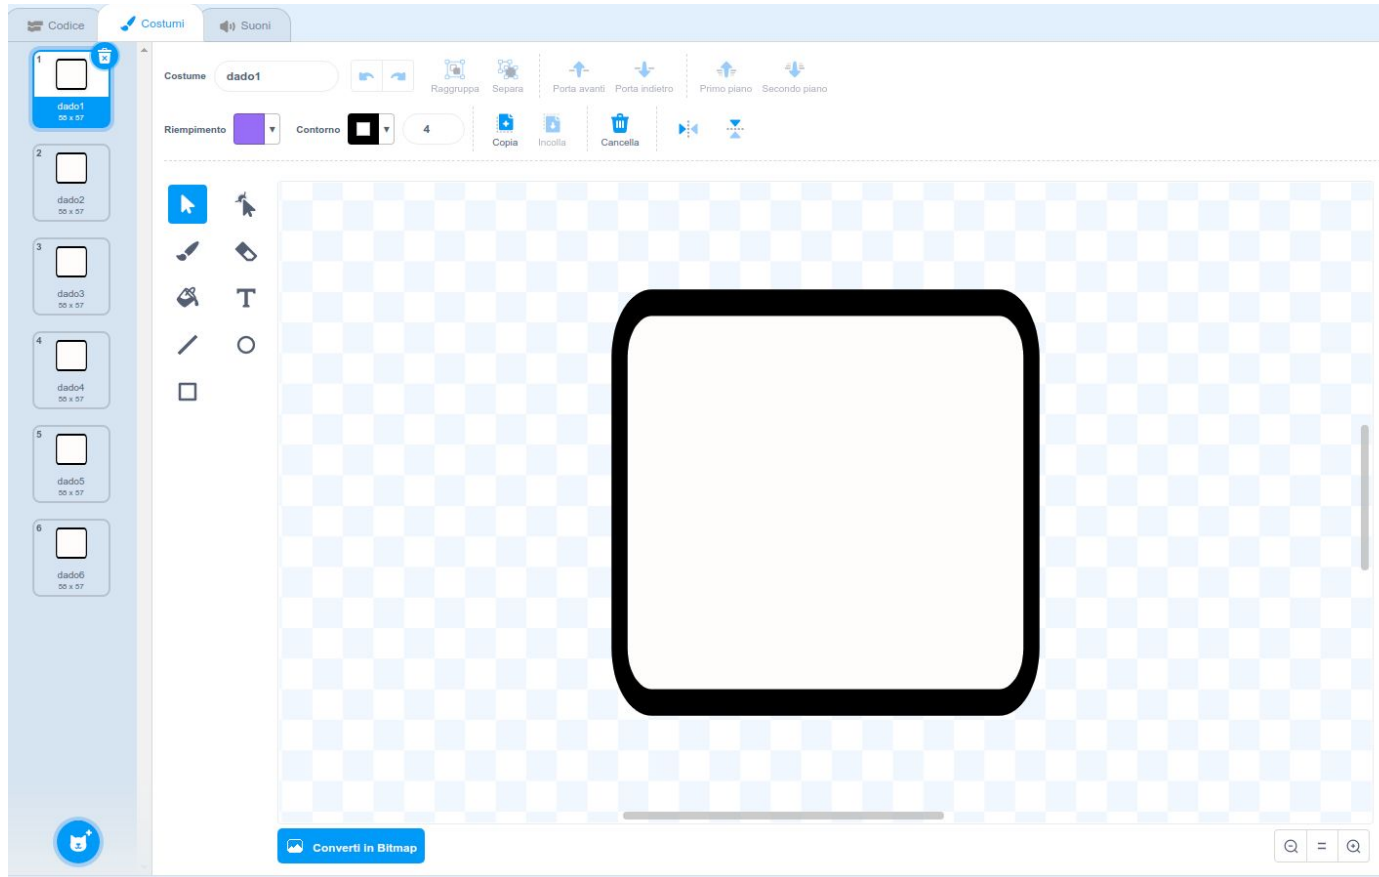 Codice
Costumi
Suoni
1
dado1
55 x 57
2
dado2
55 x 57
3
dado3
55 x 57
4
dado4
55 x 57
5
dado5
55 x 57
6
dado6
55 x 57
Costume dado1
Raggruppa Separa Porta avanti Porta indietro Primo piano Secondo piano
Riempimento Contorno 4
Copia Incolla Cancella
T
Converti in Bitmap